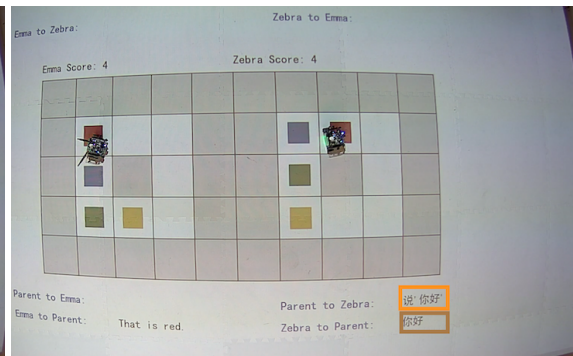 Zebra to Emma:
Emma to Zebra:
Emma Score: 4
Zebra Score: 4
Parent to Emma:
Parent to Zebra: 说' 你好'
Emma to Parent: That is red.
Zebra to Parent: 你好